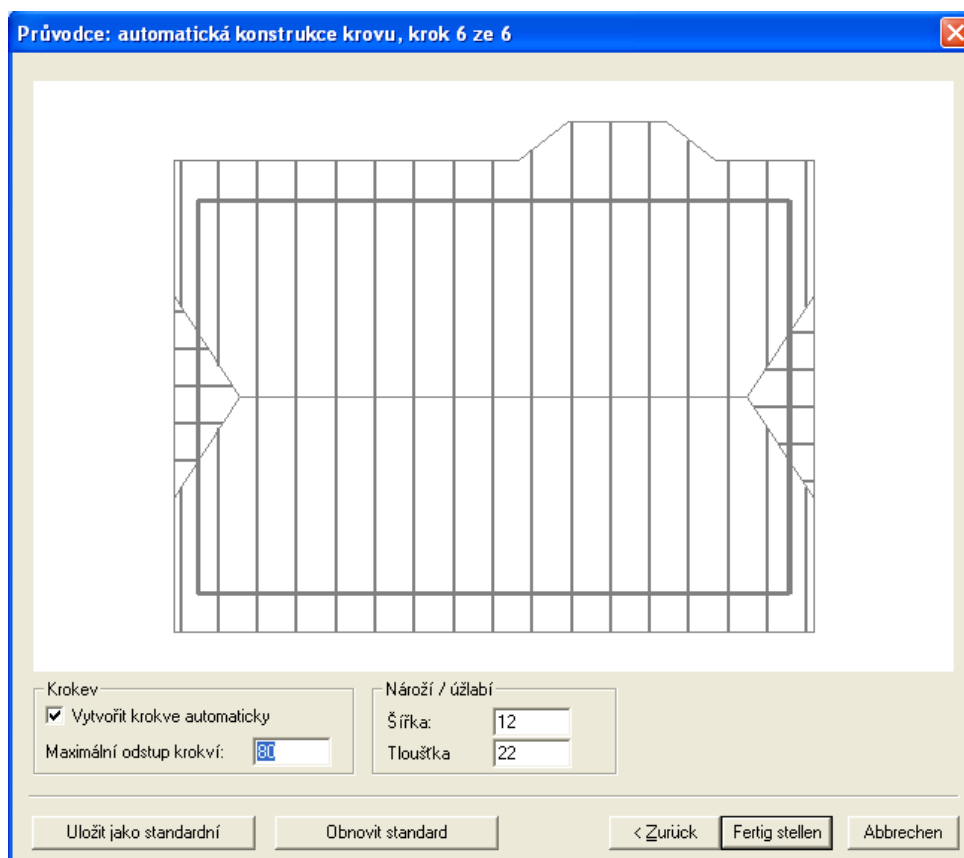 Průvodce: automatická konstrukce krovu, krok 6 ze 6
Krokev
Vytvořit krokve automaticky
Maximální odstup krokví: 80
Nároží / úžlabí
Šířka: 12
Tloušťka 22
Uložit jako standardní
Obnovit standard
< Zurück
Fertig stellen
Abbrechen